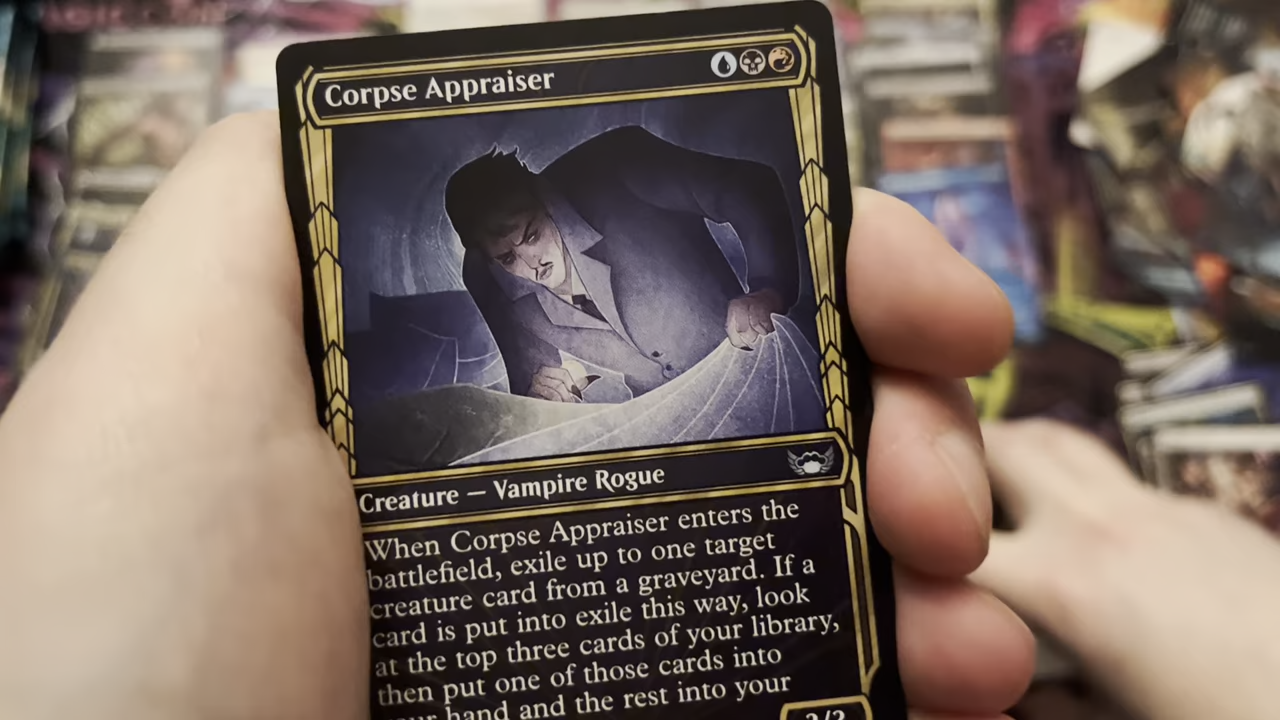 Corpse Appraiser
Creature — Vampire Rogue
When Corpse Appraiser enters the
battlefield, exile up to one target
creature card from a graveyard. If a
card is put into exile this way, look
at the top three cards of your library,
then put one of those cards into
your hand and the rest into your